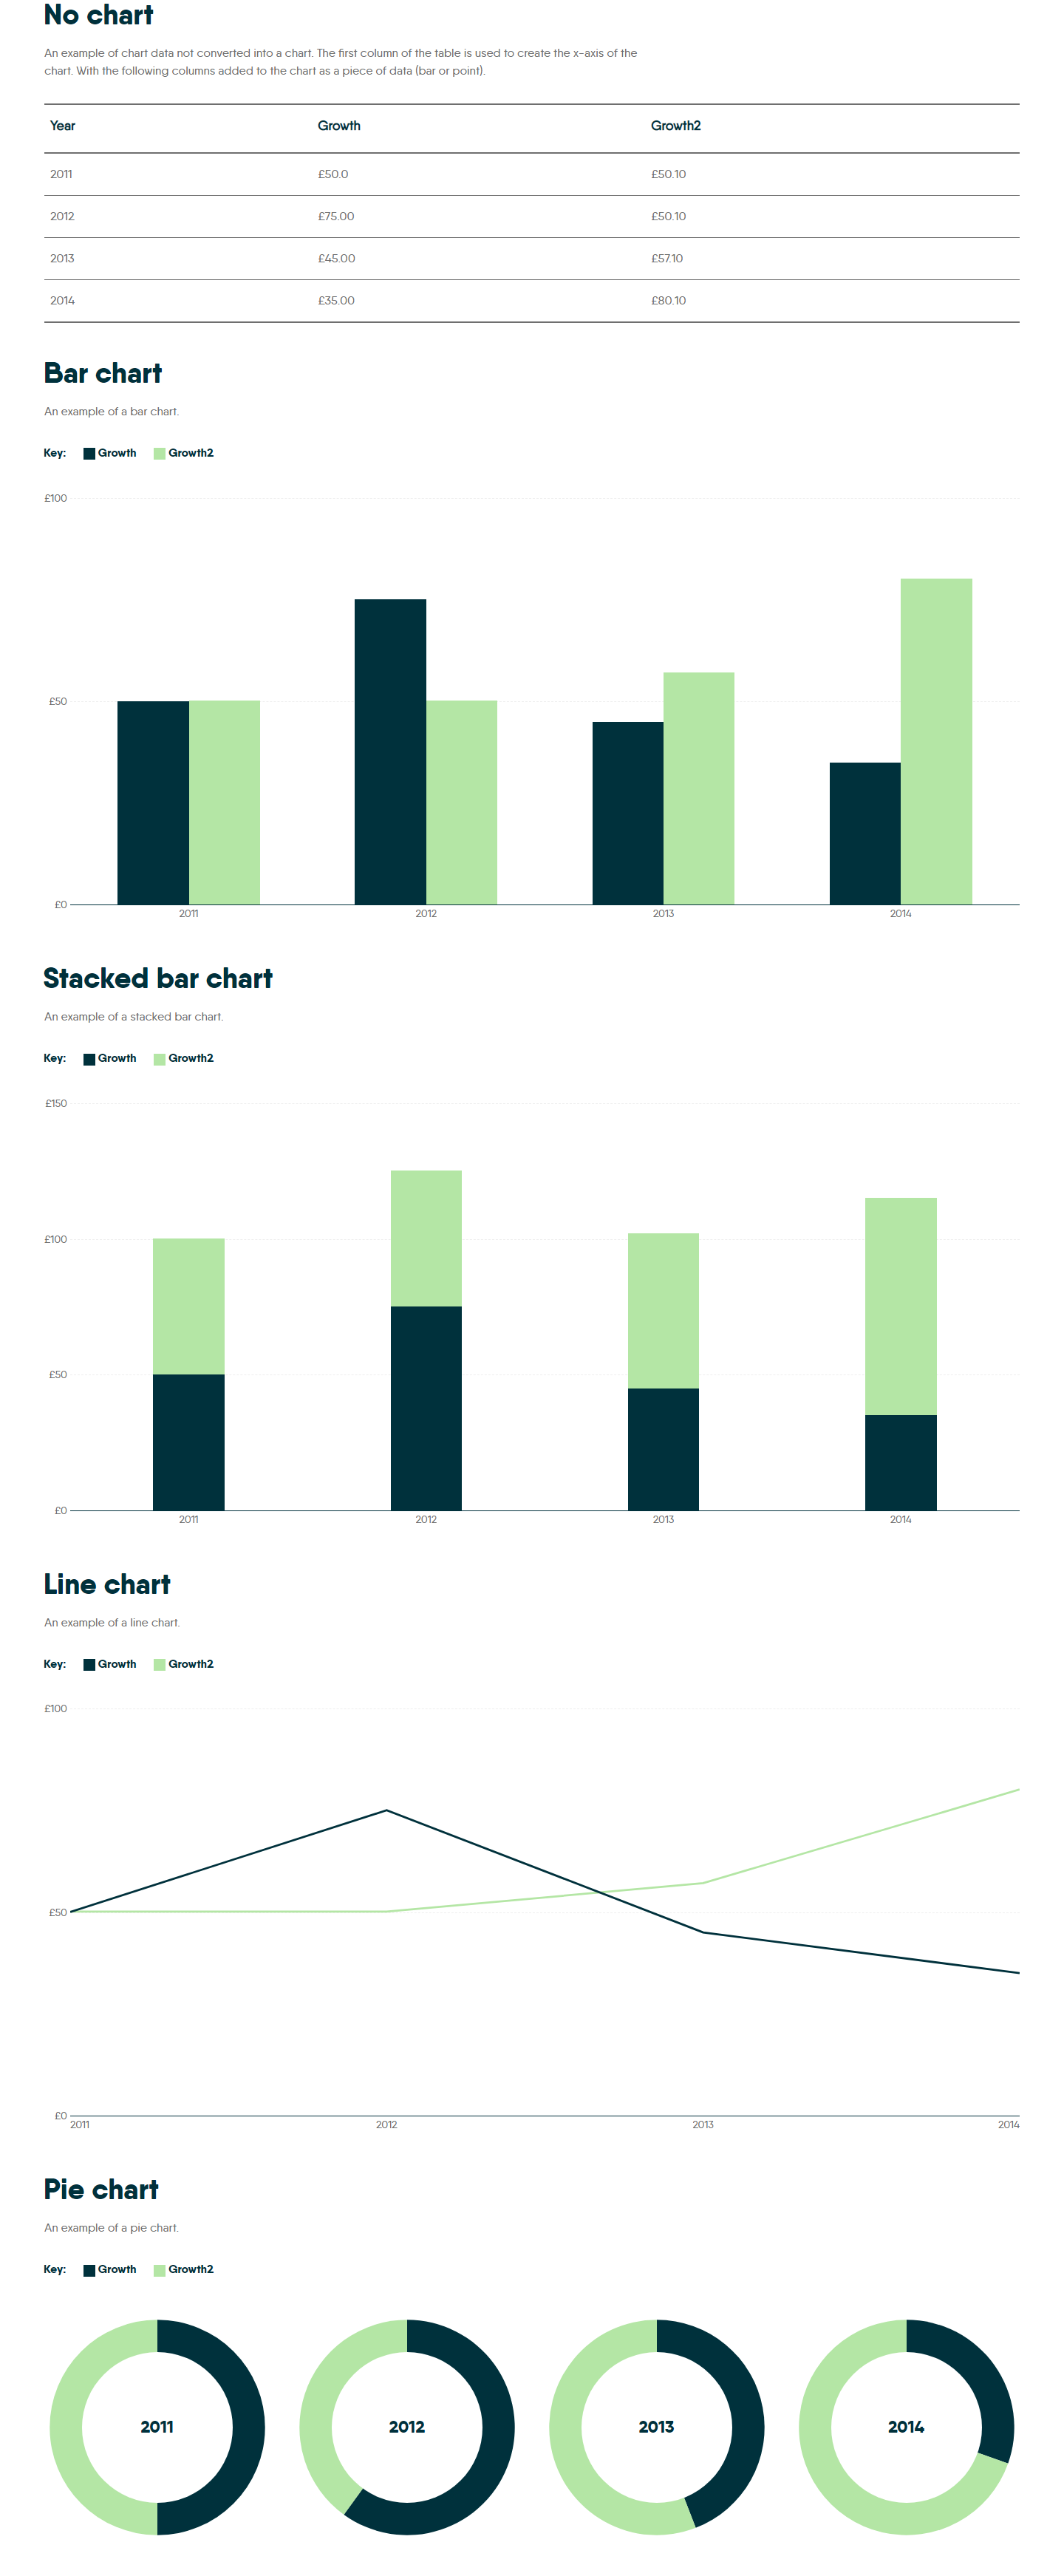 No chart
An example of chart data not converted into a chart. The first column of the table is used to create the x-axis of the
chart. With the following columns added to the chart as a piece of data (bar or point).
Year Growth Growth2
2011 £50.0 £50.10
2012 £75.00 £50.10
2013 £45.00 £57.10
2014 £35.00 £80.10
Bar chart
An example of a bar chart.
Key: Growth Growth2
£100
£50
£0
2011 2012 2013 2014
Stacked bar chart
An example of a stacked bar chart.
Key: Growth Growth2
£150
£100
£50
£0
2011 2012 2013 2014
Line chart
An example of a line chart.
Key: Growth Growth2
£100
£50
£0
2011 2012 2013 2014
Pie chart
An example of a pie chart.
Key: Growth Growth2
2011 2012 2013 2014